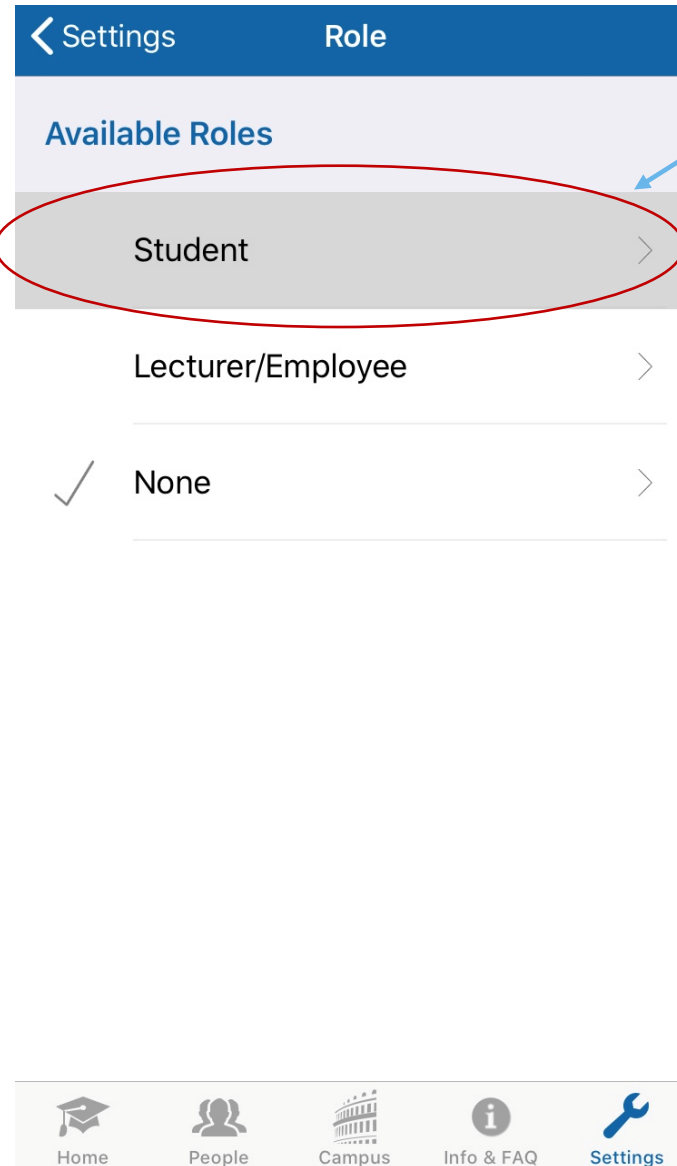 Settings Role
Available Roles
Student
Lecturer/Employee
None
Home People Campus Info & FAQ Settings